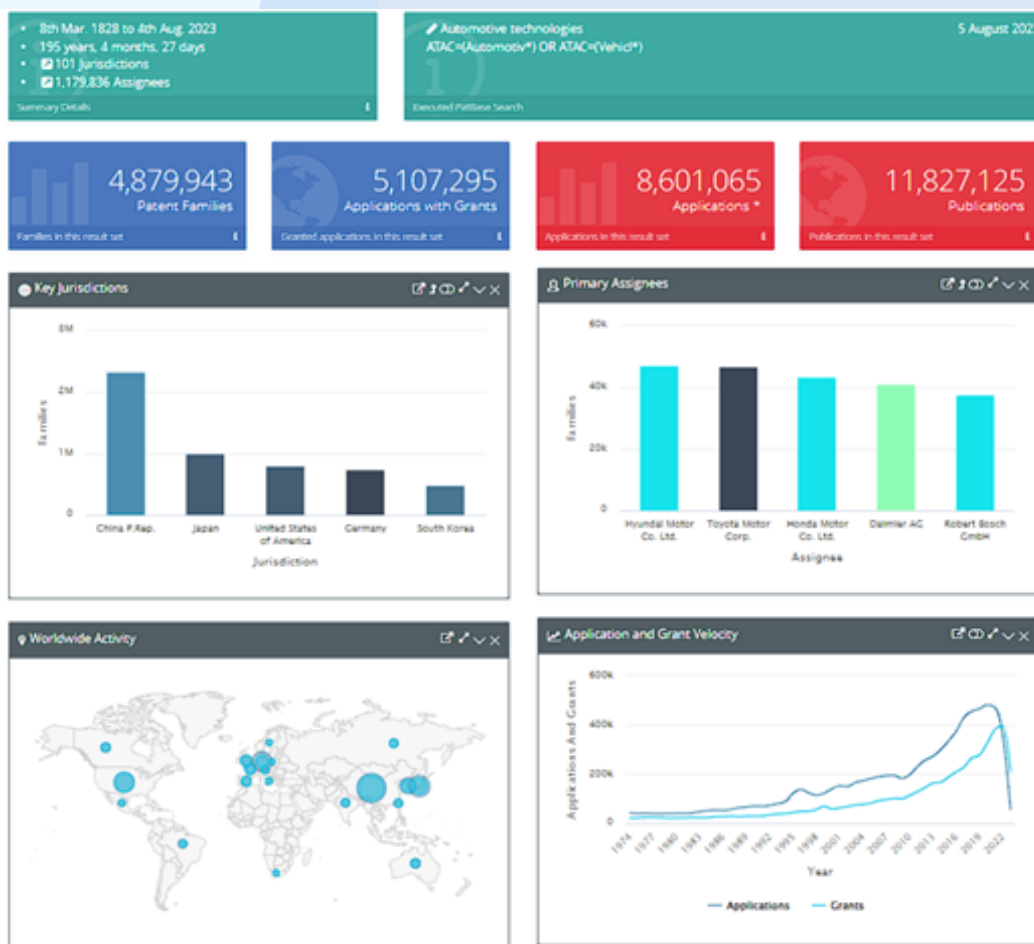 8th Mar. 1828 to 4th Aug. 2023
195 years, 4 months, 27 days
101 Jurisdictions
1,179,836 Assignees
Summary Details
Automotive technologies
5 August 202
ATAC=(Automotiv*) OR ATAC=(Vehicl*)
Executed PatBase Search
4,879,943
Patent Families
Families in this result set
5,107,295
Applications with Grants
Granted applications in this result set
8,601,065
Applications *
Applications in this result set
11,827,125
Publications
Publications in this result set
Key Jurisdictions
3M
2M
1M
0
Families
China P.Rep.
Japan
United States of America
Germany
South Korea
Jurisdiction
Primary Assignees
60k
40k
20k
0
Families
Hyundai Motor Co. Ltd.
Toyota Motor Corp.
Honda Motor Co. Ltd.
Daimler AG
Robert Bosch GmbH
Assignee
Worldwide Activity
Application and Grant Velocity
600k
400k
200k
0
Applications And Grants
1974
1977
1980
1983
1986
1989
1992
1995
1998
2001
2004
2007
2010
2013
2016
2019
2022
Year
Applications
Grants